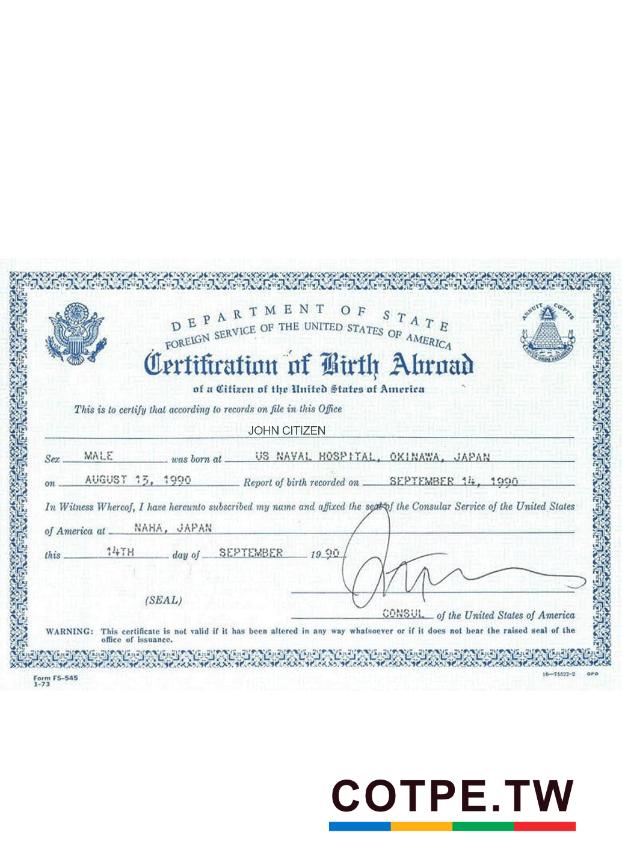 DEPARTMENT OF STATE
FOREIGN SERVICE OF THE UNITED STATES OF AMERICA
ANNUIT CŒPTIS
Certification of Birth Abroad
of a Citizen of the United States of America
This is to certify that according to records on file in this Office
JOHN CITIZEN
Sex MALE was born at US NAVAL HOSPITAL, OKINAWA, JAPAN
on AUGUST 13, 1990 Report of birth recorded on SEPTEMBER 14, 1990
In Witness Whereof, I have hereunto subscribed my name and affixed the seal of the Consular Service of the United States
of America at NAHA, JAPAN
this 14TH day of SEPTEMBER 1990
(SEAL)
CONSUL of the United States of America
WARNING: This certificate is not valid if it has been altered in any way whatsoever or if it does not bear the raised seal of the
office of issuance.
Form FS-545
1-73
GPO
COTPE.TW